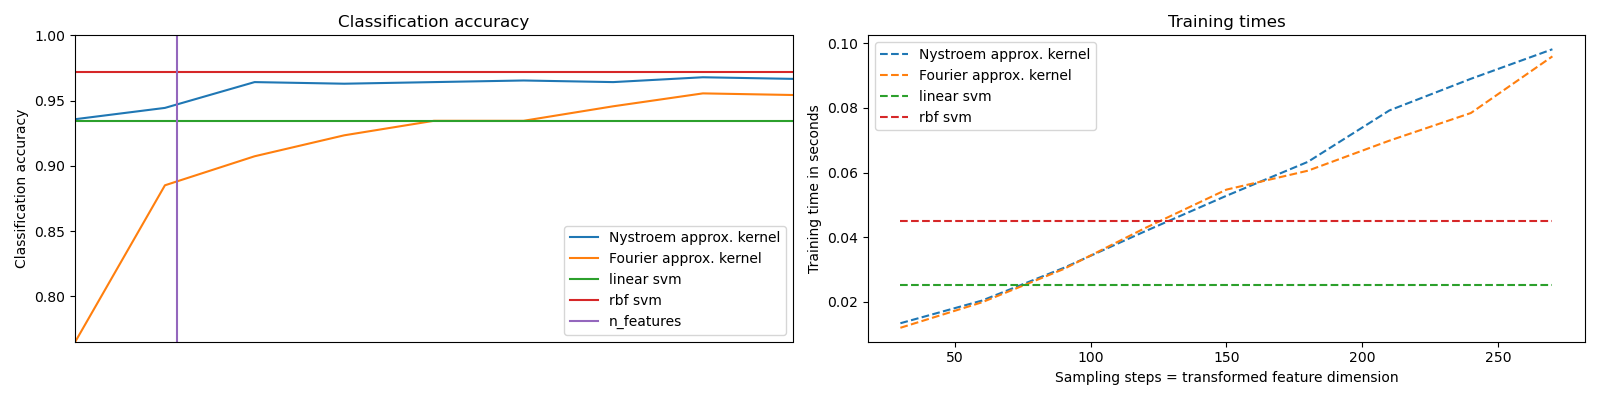 Classification accuracy
Classification accuracy
1.00
0.95
0.90
0.85
0.80
Nystroem approx. kernel
Fourier approx. kernel
linear svm
rbf svm
n_features
Training times
Training time in seconds
0.10
0.08
0.06
0.04
0.02
Nystroem approx. kernel
Fourier approx. kernel
linear svm
rbf svm
50
100
150
200
250
Sampling steps = transformed feature dimension